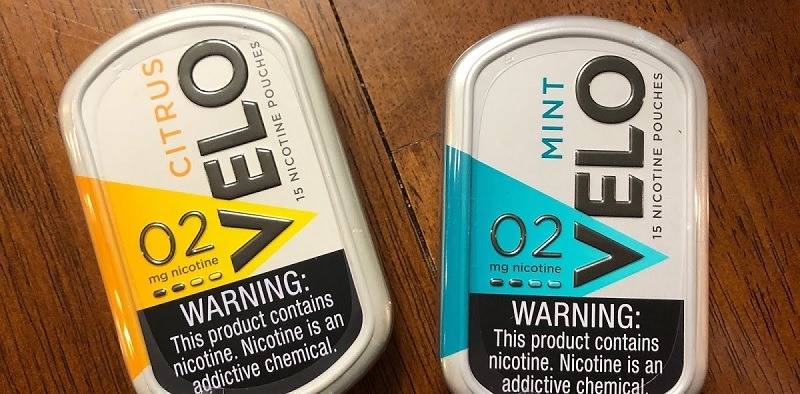 CITRUS
VELO
15 NICOTINE POUCHES
02
mg nicotine
WARNING:
This product contains
nicotine. Nicotine is an
addictive chemical.
MINT
VELO
15 NICOTINE POUCHES
02
mg nicotine
WARNING:
This product contains
nicotine. Nicotine is an
addictive chemical.